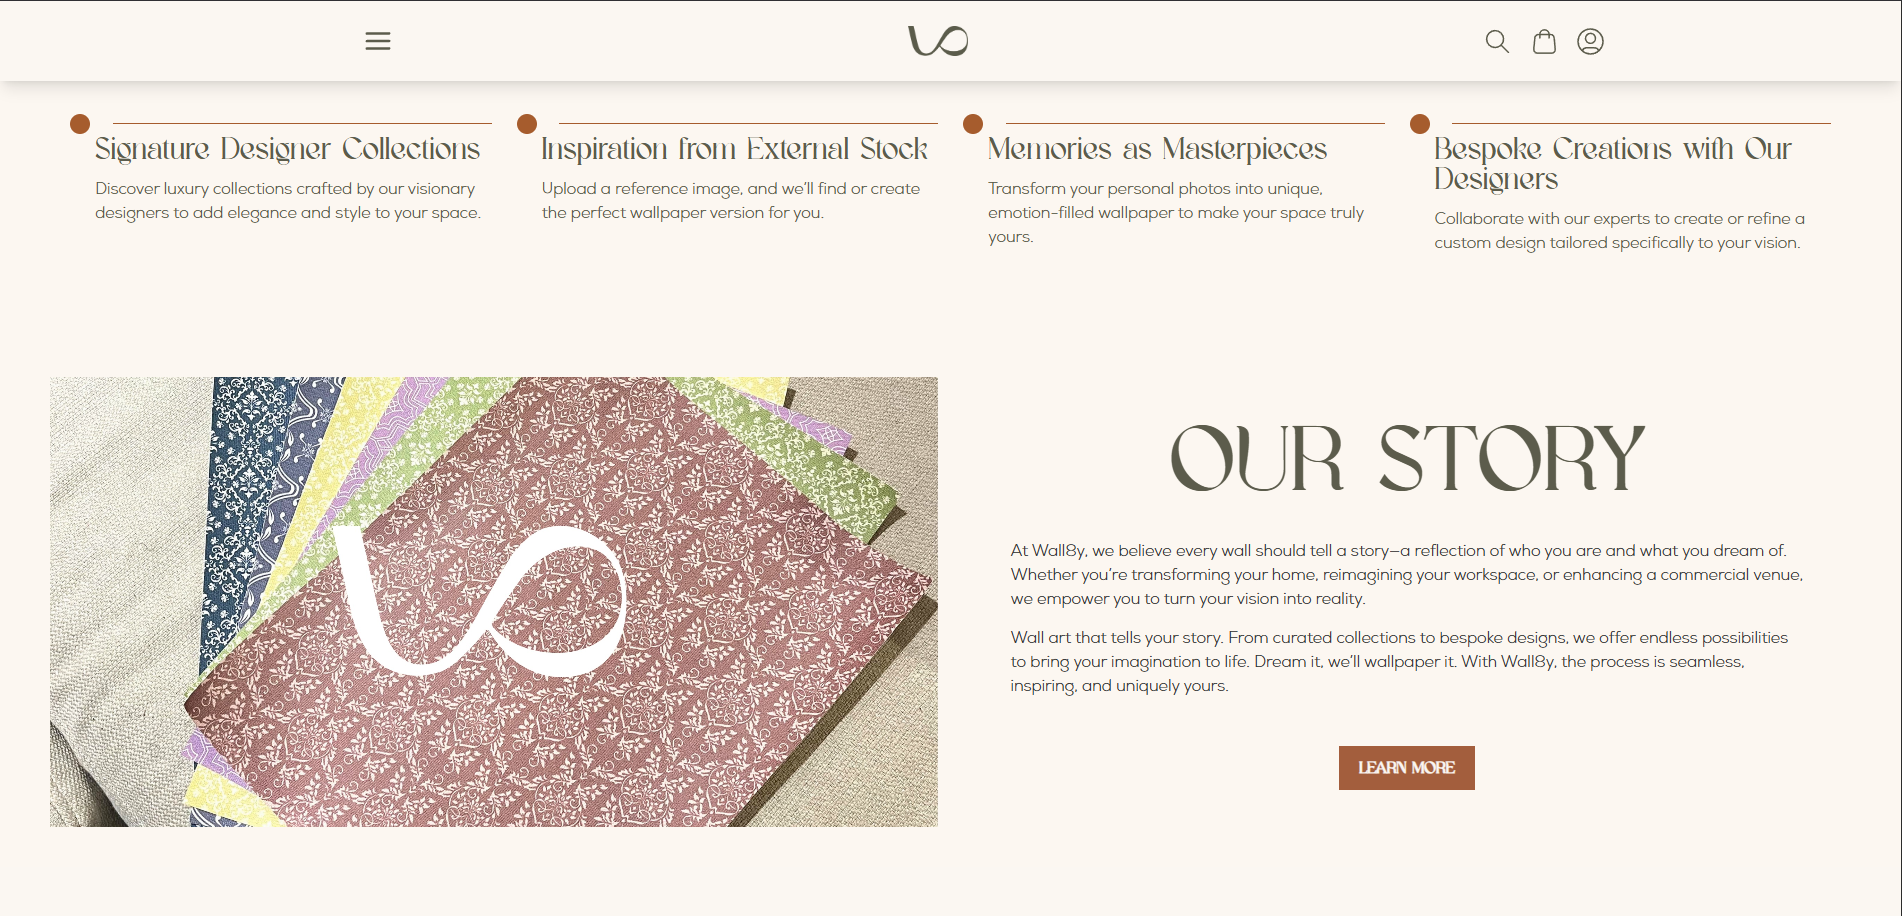 Signature Designer Collections
Discover luxury collections crafted by our visionary
designers to add elegance and style to your space.
Inspiration from External Stock
Upload a reference image, and we’ll find or create
the perfect wallpaper version for you.
Memories as Masterpieces
Transform your personal photos into unique,
emotion-filled wallpaper to make your space truly
yours.
Bespoke Creations with Our
Designers
Collaborate with our experts to create or refine a
custom design tailored specifically to your vision.
OUR STORY
At Wall8y, we believe every wall should tell a story—a reflection of who you are and what you dream of.
Whether you’re transforming your home, reimagining your workspace, or enhancing a commercial venue,
we empower you to turn your vision into reality.
Wall art that tells your story. From curated collections to bespoke designs, we offer endless possibilities
to bring your imagination to life. Dream it, we’ll wallpaper it. With Wall8y, the process is seamless,
inspiring, and uniquely yours.
LEARN MORE